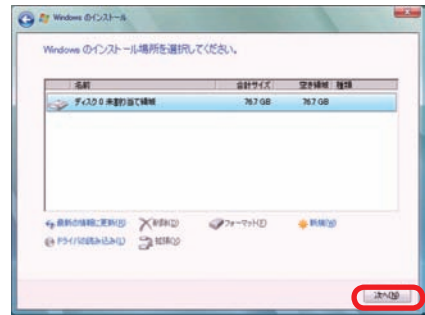 Windows のインストール
Windows のインストール場所を選択してください。
名前 合計サイズ 空き領域 種類
ディスク 0 未割り当て領域 76.7 GB 76.7 GB
最新の情報に更新(R) 削除(D) フォーマット(F) 新規(W)
ドライバの読み込み(L) 拡張(X)
次へ(N)